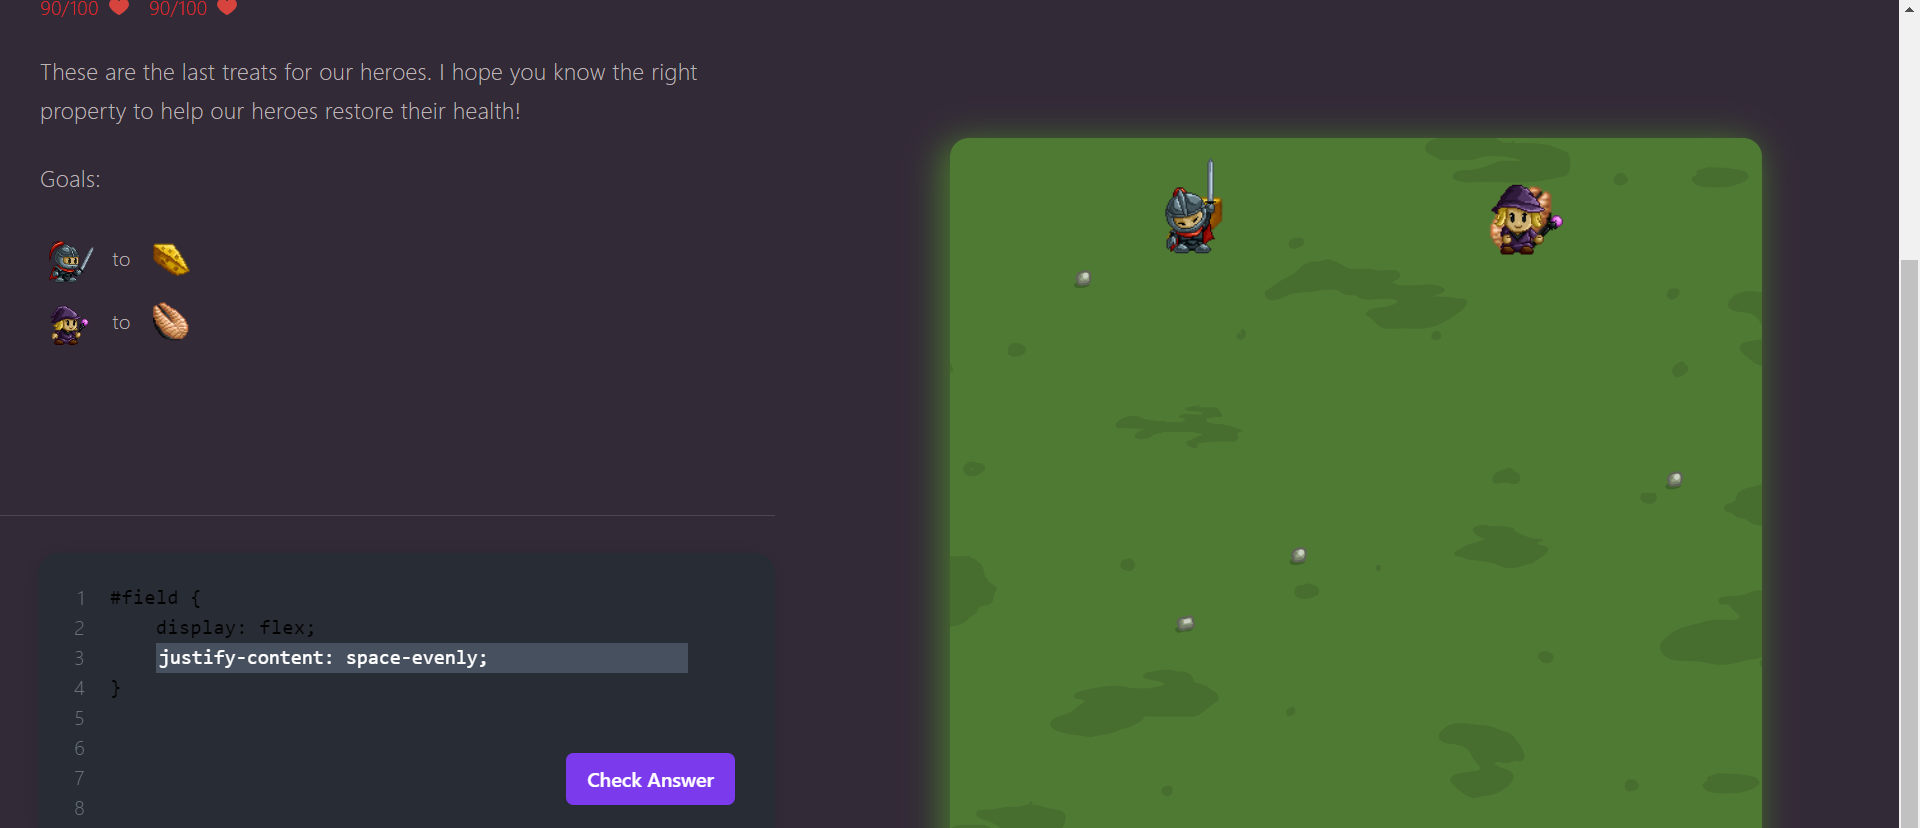 90/100 90/100
These are the last treats for our heroes. I hope you know the right
property to help our heroes restore their health!
Goals:
to
to
1 #field {
2 display: flex;
3 justify-content: space-evenly;
4 }
5
6
7
8
Check Answer